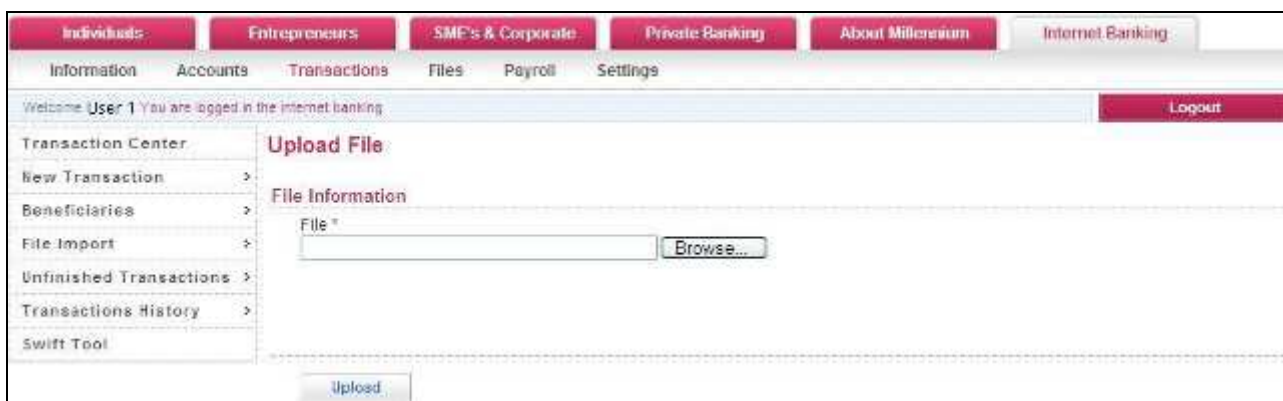 Individuals Entrepreneurs SME's & Corporate Private Banking About Millennium Internet Banking
Information Accounts Transactions Files Payroll Settings
Welcome User 1 You are logged in the internet banking Logout
Transaction Center
Upload File
New Transaction >
File Information
Beneficiaries >
File *
File Import >
Browse...
Unfinished Transactions >
Transactions History >
Swift Tool
Upload